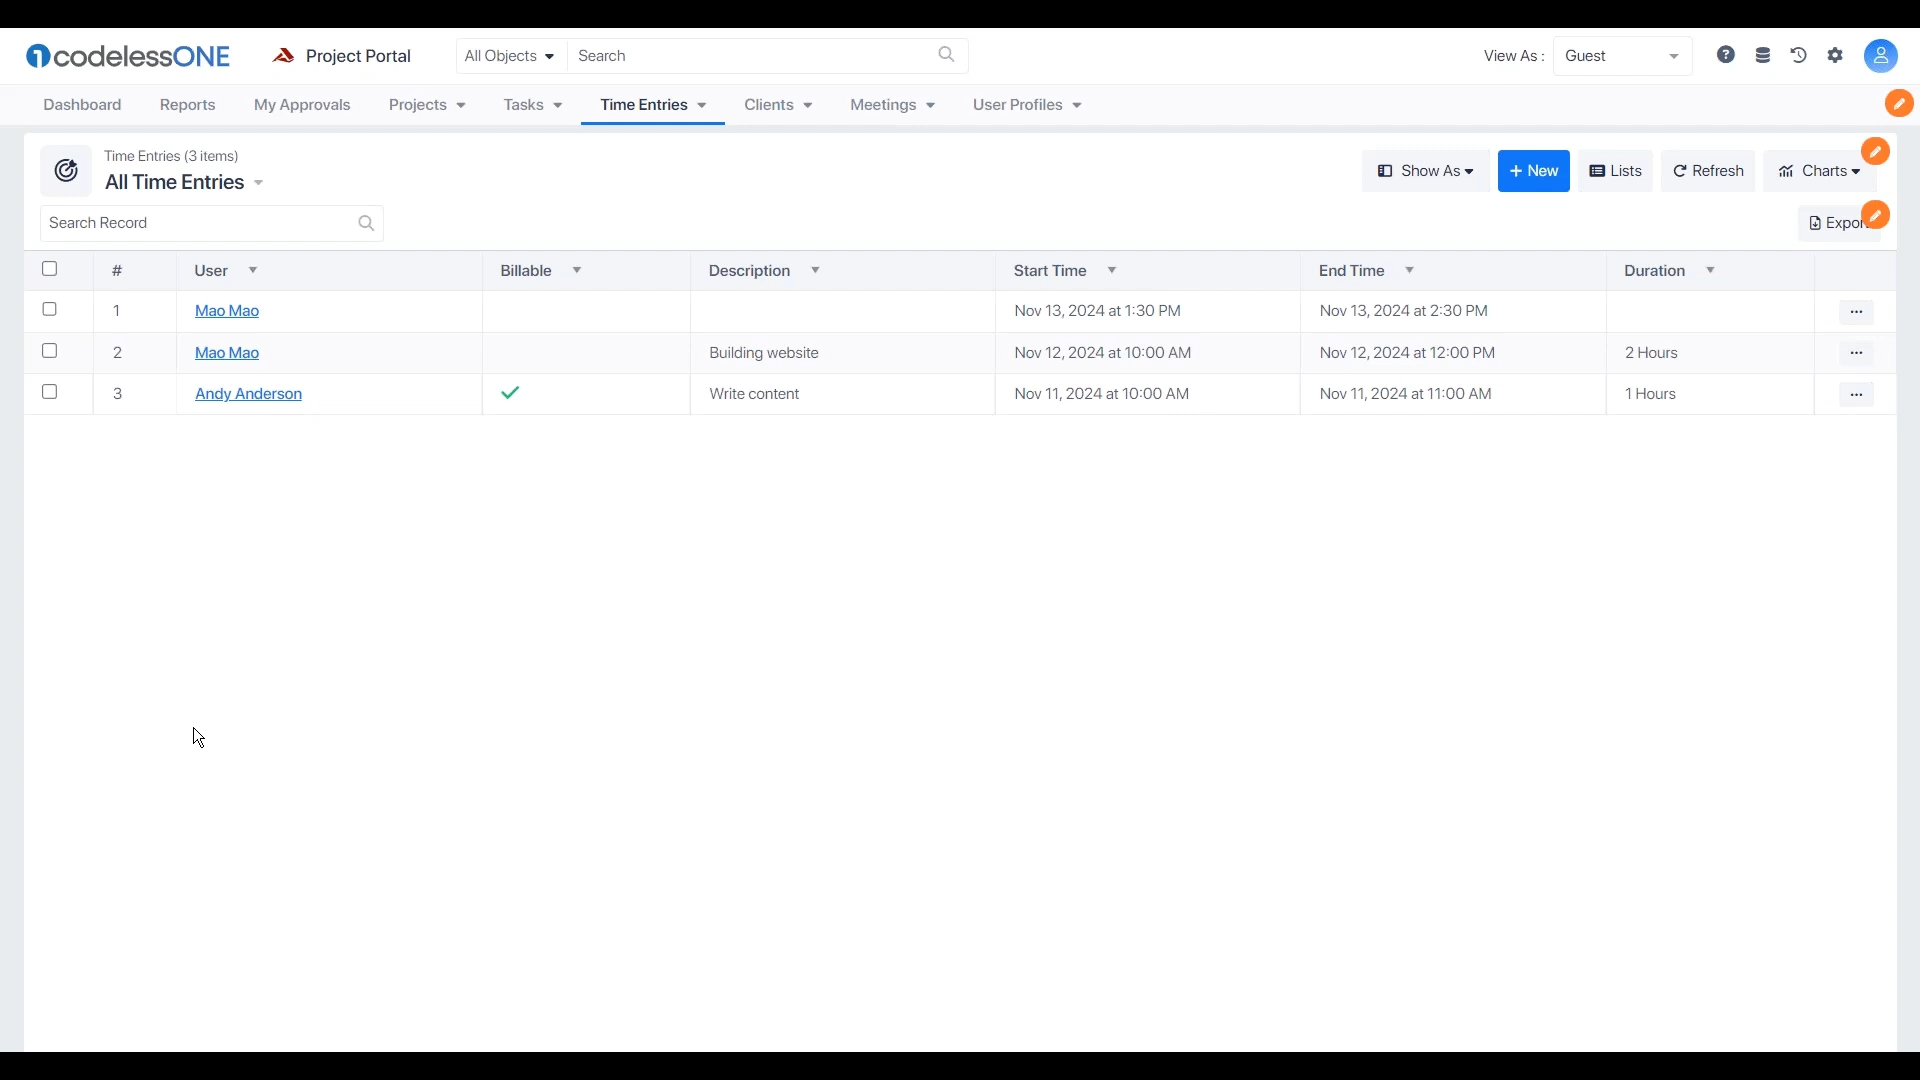 codelessONE Project Portal All Objects Search View As : Guest
Dashboard Reports My Approvals Projects Tasks Time Entries Clients Meetings User Profiles
Time Entries (3 items)
All Time Entries
Show As + New Lists Refresh Charts
Search Record
# User Billable Description Start Time End Time Duration
1 Mao Mao Nov 13, 2024 at 1:30 PM Nov 13, 2024 at 2:30 PM ...
2 Mao Mao Building website Nov 12, 2024 at 10:00 AM Nov 12, 2024 at 12:00 PM 2 Hours ...
3 Andy Anderson Write content Nov 11, 2024 at 10:00 AM Nov 11, 2024 at 11:00 AM 1 Hours ...